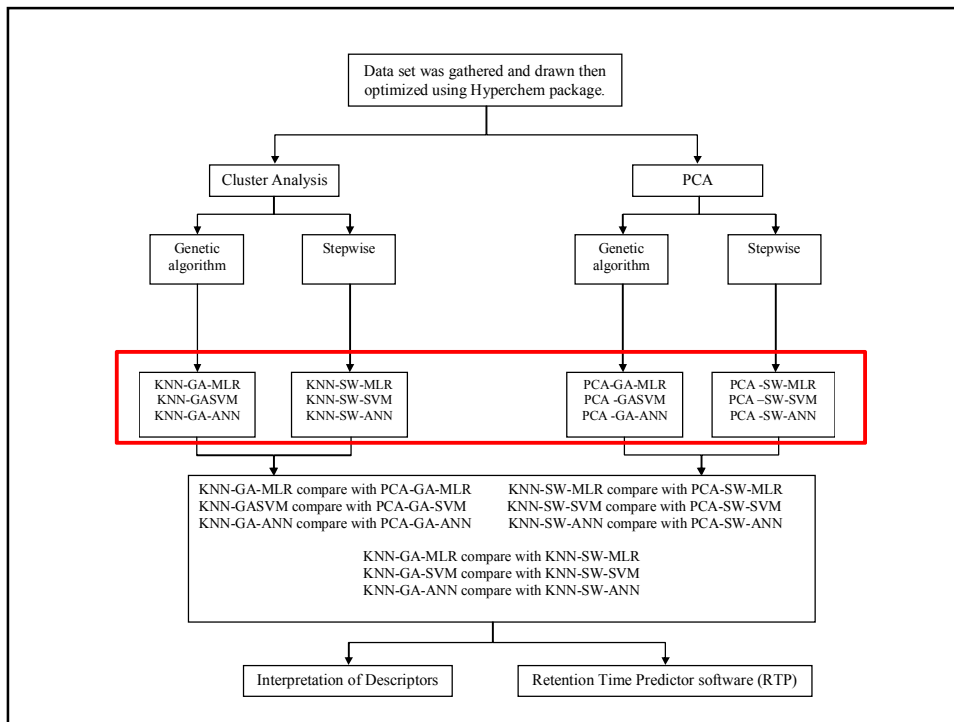 Data set was gathered and drawn then
optimized using Hyperchem package.
Cluster Analysis
PCA
Genetic
algorithm
Stepwise
Genetic
algorithm
Stepwise
KNN-GA-MLR
KNN-GASVM
KNN-GA-ANN
KNN-SW-MLR
KNN-SW-SVM
KNN-SW-ANN
PCA-GA-MLR
PCA -GASVM
PCA -GA-ANN
PCA -SW-MLR
PCA –SW-SVM
PCA -SW-ANN
KNN-GA-MLR compare with PCA-GA-MLR
KNN-GASVM compare with PCA-GA-SVM
KNN-GA-ANN compare with PCA-GA-ANN
KNN-SW-MLR compare with PCA-SW-MLR
KNN-SW-SVM compare with PCA-SW-SVM
KNN-SW-ANN compare with PCA-SW-ANN
KNN-GA-MLR compare with KNN-SW-MLR
KNN-GA-SVM compare with KNN-SW-SVM
KNN-GA-ANN compare with KNN-SW-ANN
Interpretation of Descriptors
Retention Time Predictor software (RTP)